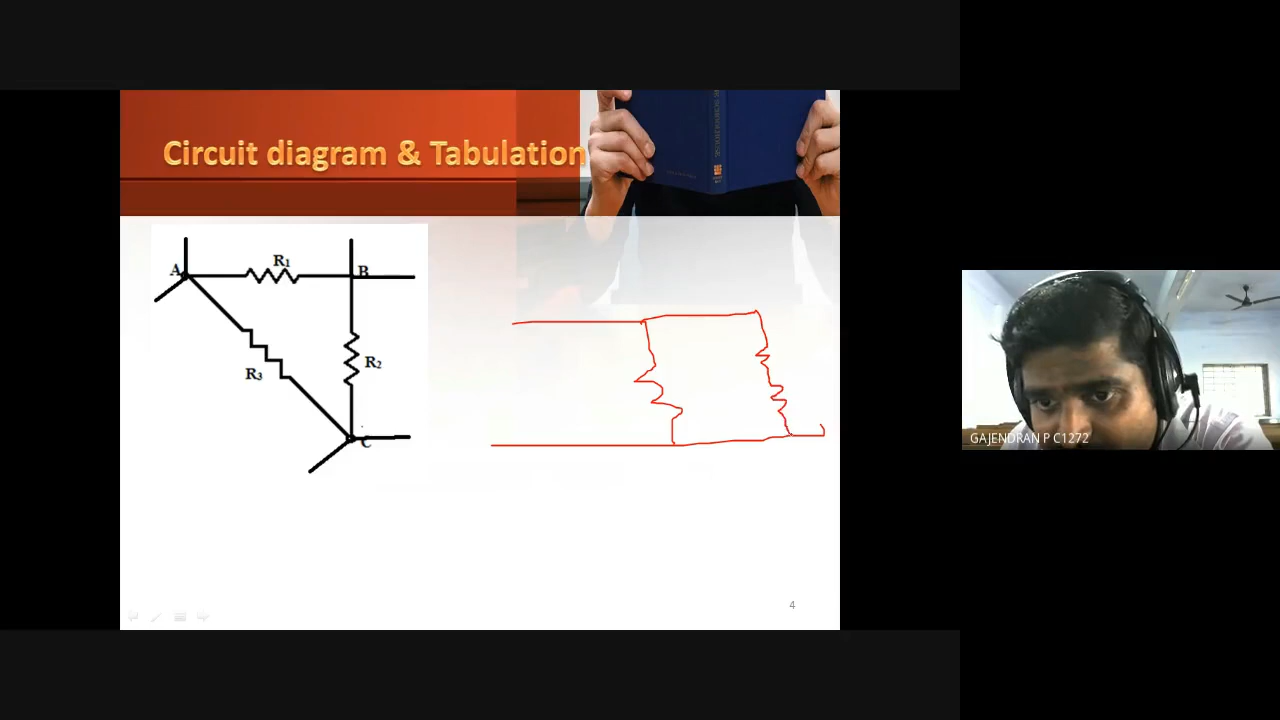 Circuit diagram & Tabulation
A
R1
B
R2
R3
C
4
GAJENDRAN P C1272